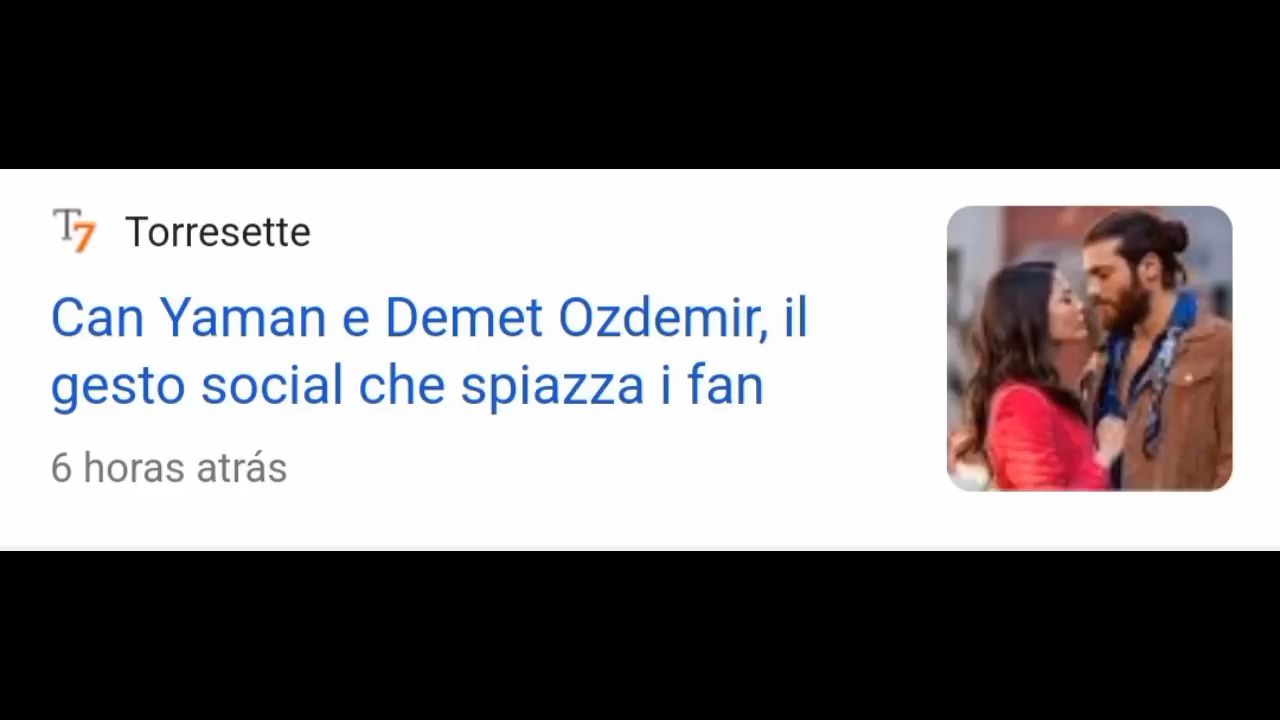 T7 Torresette
Can Yaman e Demet Ozdemir, il
gesto social che spiazza i fan
6 horas atrás